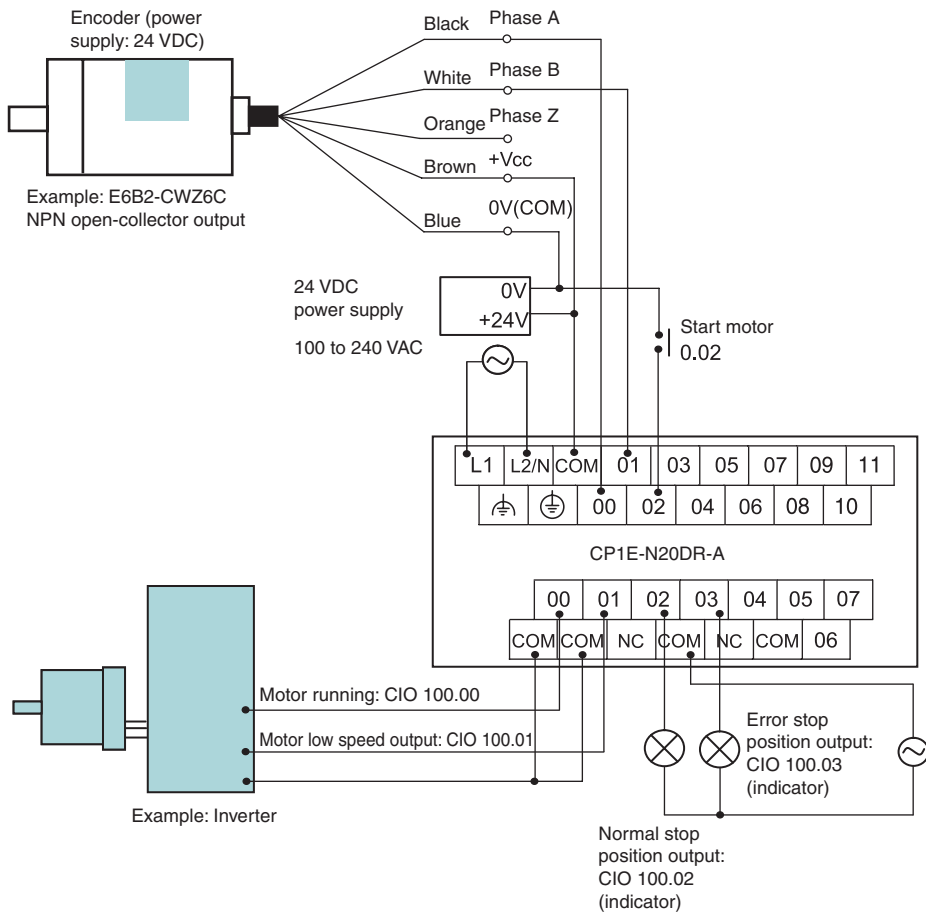 Encoder (power
supply: 24 VDC)
Black
Phase A
White
Phase B
Orange
Phase Z
Brown
+Vcc
Blue
0V(COM)
Example: E6B2-CWZ6C
NPN open-collector output
24 VDC
power supply
0V
+24V
100 to 240 VAC
Start motor
0.02
L1 L2/N COM 01 03 05 07 09 11
00 02 04 06 08 10
CP1E-N20DR-A
00 01 02 03 04 05 07
COM COM NC COM NC COM 06
Motor running: CIO 100.00
Motor low speed output: CIO 100.01
Example: Inverter
Error stop
position output:
CIO 100.03
(indicator)
Normal stop
position output:
CIO 100.02
(indicator)